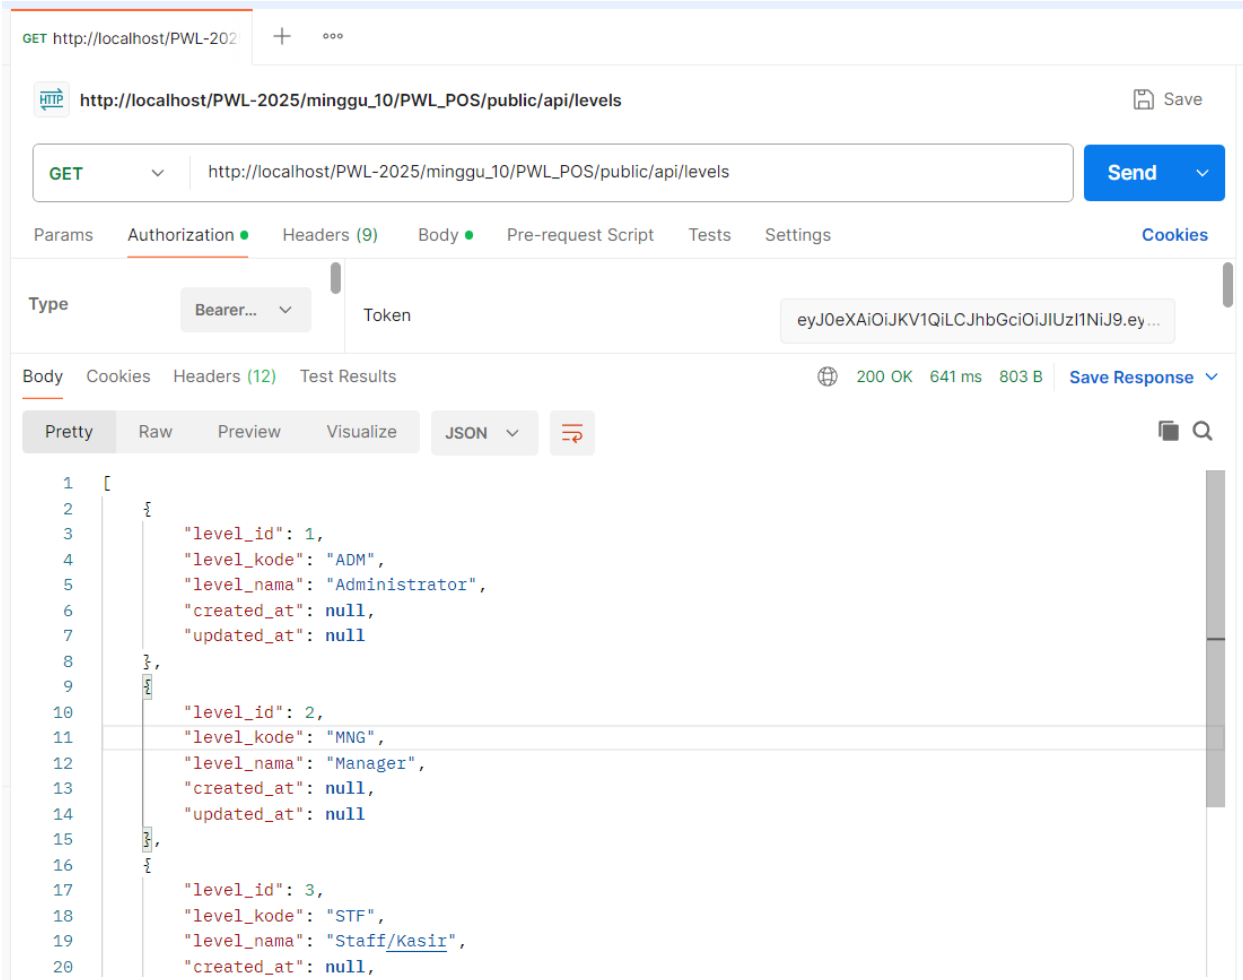 GET http://localhost/PWL-202
HTTP http://localhost/PWL-2025/minggu_10/PWL_POS/public/api/levels Save
GET http://localhost/PWL-2025/minggu_10/PWL_POS/public/api/levels Send
Params Authorization Headers (9) Body Pre-request Script Tests Settings Cookies
Type Bearer... Token eyJ0eXAiOiJKV1QiLCJhbGciOiJIUzI1NiJ9.ey...
Body Cookies Headers (12) Test Results 200 OK 641 ms 803 B Save Response
Pretty Raw Preview Visualize JSON
1 [
2 {
3 "level_id": 1,
4 "level_kode": "ADM",
5 "level_nama": "Administrator",
6 "created_at": null,
7 "updated_at": null
8 },
9 {
10 "level_id": 2,
11 "level_kode": "MNG",
12 "level_nama": "Manager",
13 "created_at": null,
14 "updated_at": null
15 },
16 {
17 "level_id": 3,
18 "level_kode": "STF",
19 "level_nama": "Staff/Kasir",
20 "created_at": null,